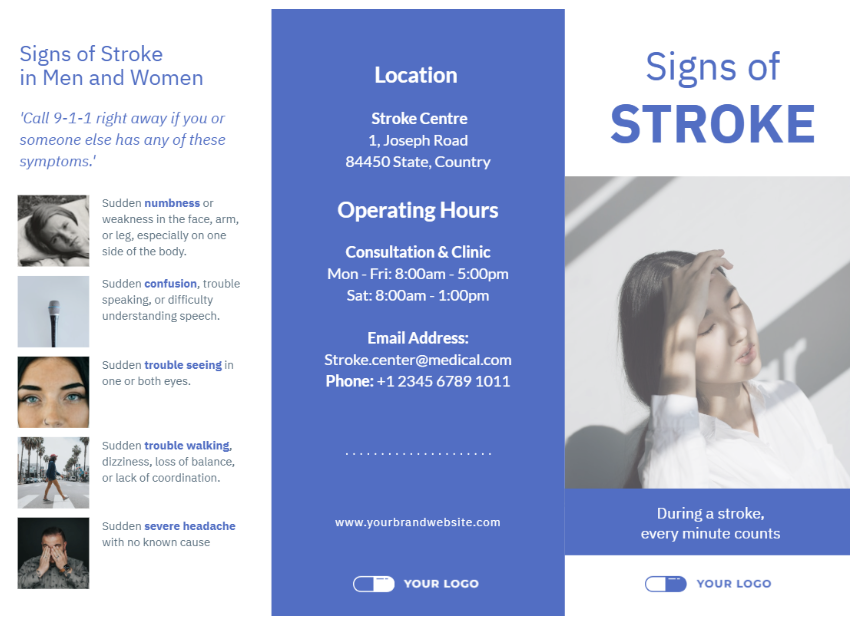 Signs of Stroke
in Men and Women
'Call 9-1-1 right away if you or
someone else has any of these
symptoms.'
Sudden numbness or
weakness in the face, arm,
or leg, especially on one
side of the body.
Sudden confusion, trouble
speaking, or difficulty
understanding speech.
Sudden trouble seeing in
one or both eyes.
Sudden trouble walking,
dizziness, loss of balance,
or lack of coordination.
Sudden severe headache
with no known cause
Location
Stroke Centre
1, Joseph Road
84450 State, Country
Operating Hours
Consultation & Clinic
Mon - Fri: 8:00am - 5:00pm
Sat: 8:00am - 1:00pm
Email Address:
Stroke.center@medical.com
Phone: +1 2345 6789 1011
. . . . . . . . . . . . . . . . . . . . .
www.yourbrandwebsite.com
YOUR LOGO
Signs of
STROKE
During a stroke,
every minute counts
YOUR LOGO